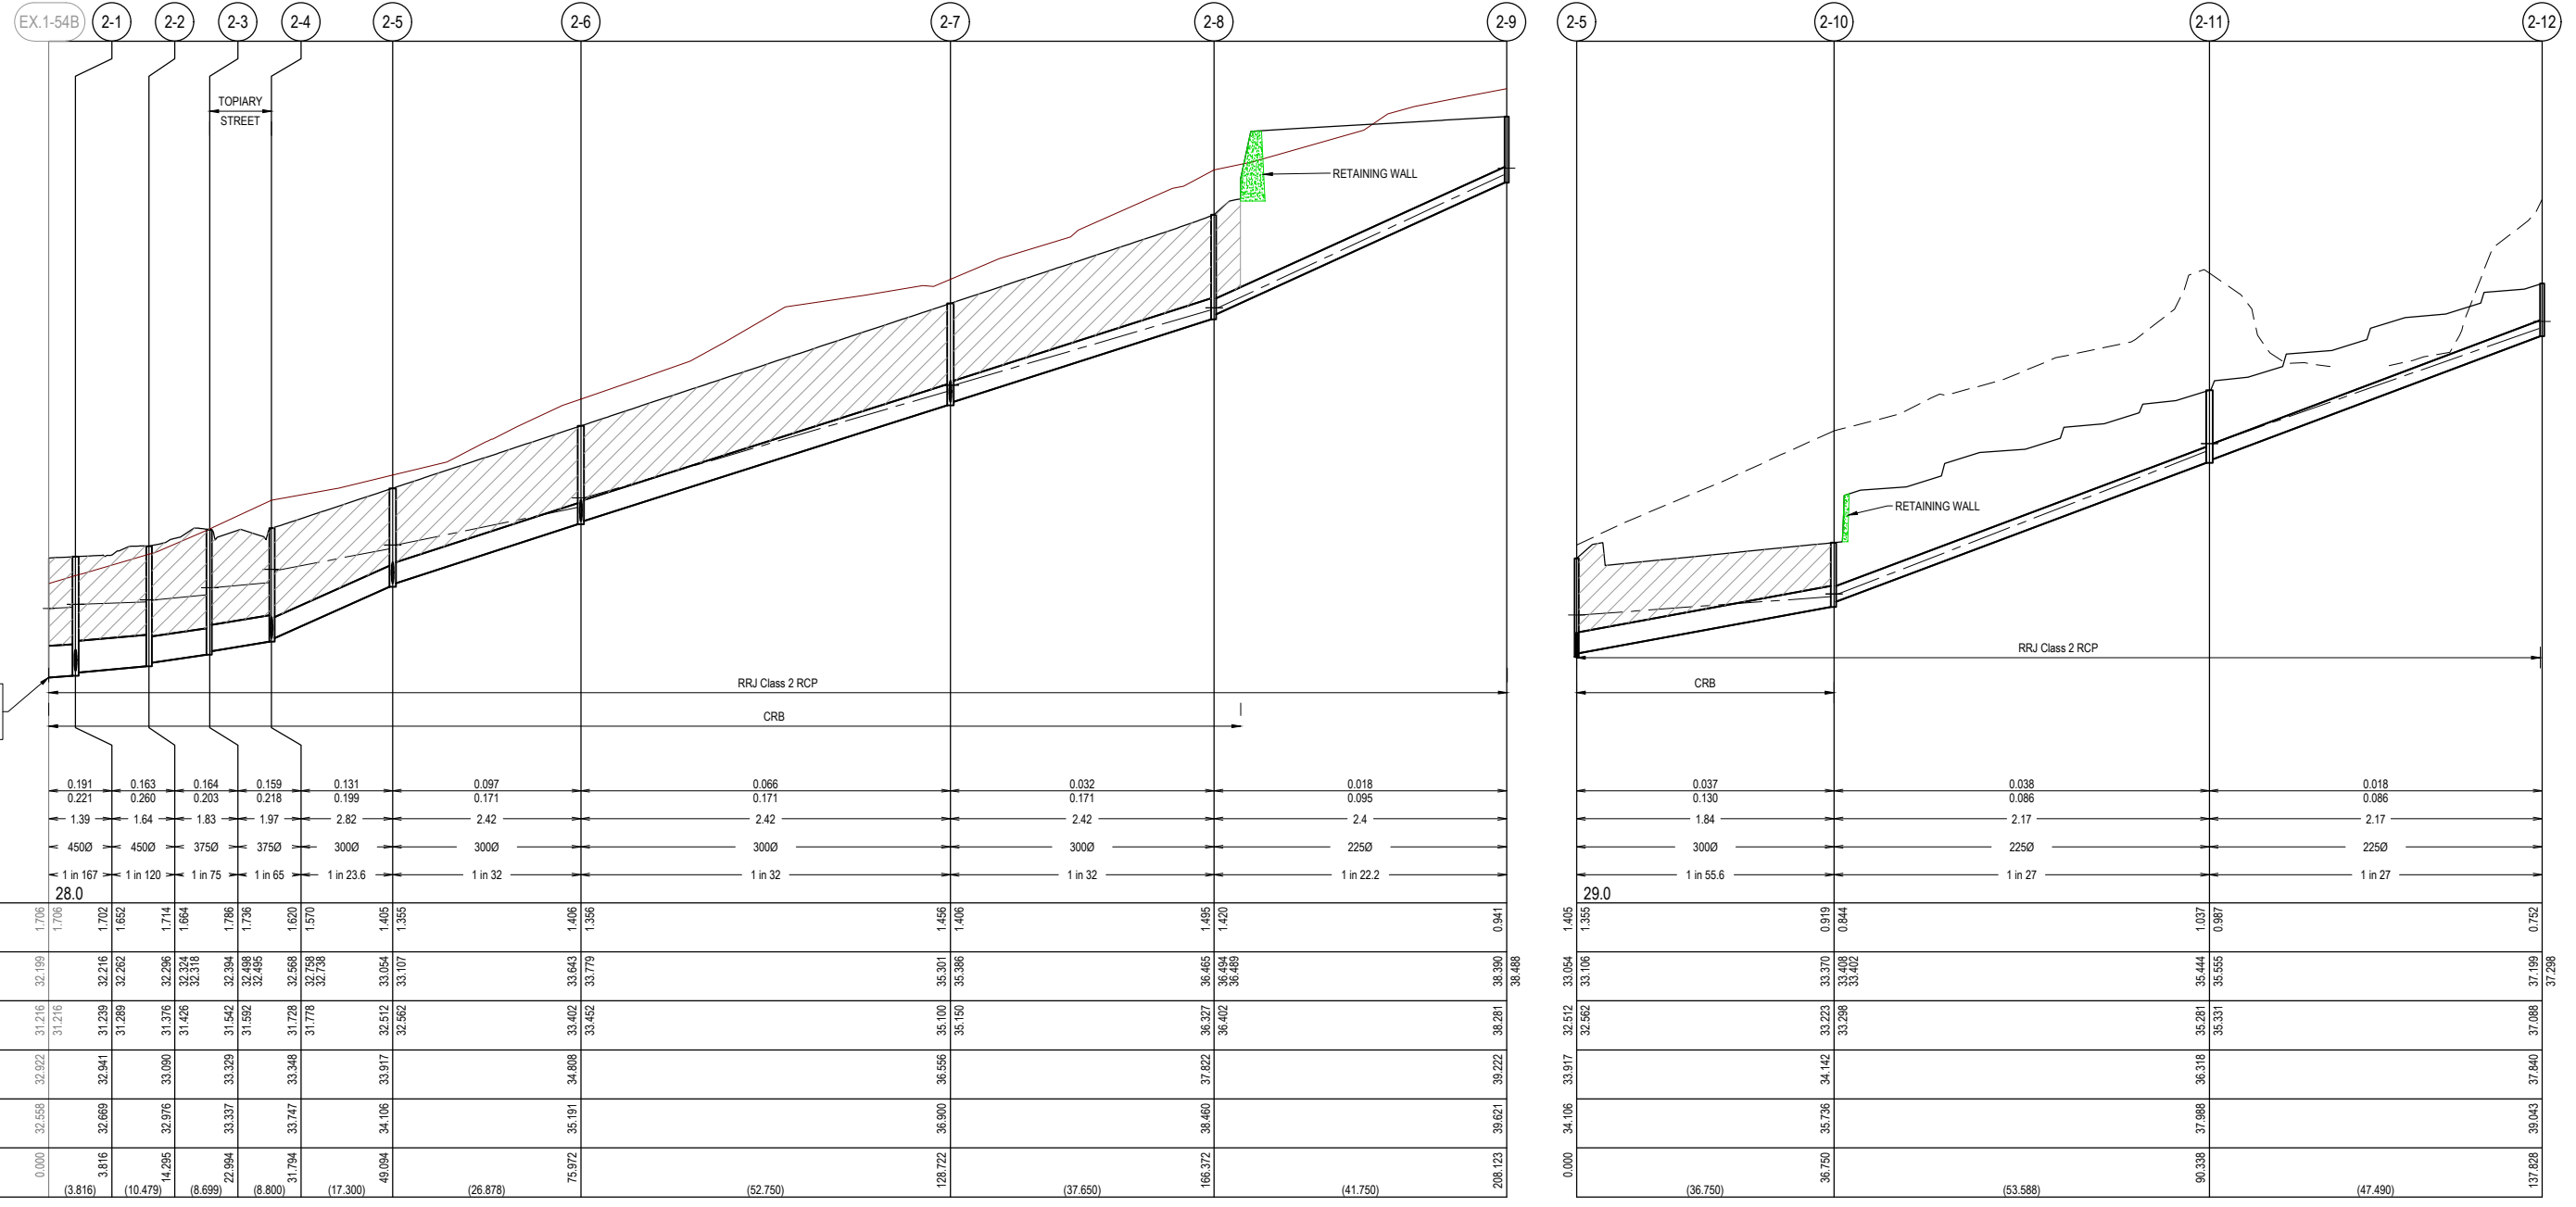 EX.1-54B 2-1 2-2 2-3 2-4 2-5 2-6 2-7 2-8 2-9 2-5 2-10 2-11 2-12
TOPIARY
STREET
RETAINING WALL
RETAINING WALL
RRJ Class 2 RCP
CRB
RRJ Class 2 RCP
CRB
0.191 0.163 0.164 0.159 0.131 0.097 0.066 0.032 0.018 0.037 0.038 0.018
0.221 0.260 0.203 0.218 0.199 0.171 0.171 0.171 0.095 0.130 0.086 0.086
1.39 1.64 1.83 1.97 2.82 2.42 2.42 2.42 2.4 1.84 2.17 2.17
450Ø 450Ø 375Ø 375Ø 300Ø 300Ø 300Ø 300Ø 225Ø 300Ø 225Ø 225Ø
1 in 167 1 in 120 1 in 75 1 in 65 1 in 23.6 1 in 32 1 in 32 1 in 32 1 in 22.2 1 in 55.6 1 in 27 1 in 27
28.0 29.0
1.706 1.706 1.702 1.652 1.714 1.664 1.786 1.736 1.620 1.570 1.405 1.355 1.406 1.356 1.456 1.406 1.495 1.420 0.941 1.405 1.355 0.919 0.844 1.037 0.987 0.752
32.199 32.216 32.262 32.296 32.324 32.318 32.394 32.498 32.495 32.568 32.758 32.738 33.054 33.107 33.643 33.779 35.301 35.386 36.465 36.494 36.489 38.390 38.488 33.054 33.106 33.370 33.408 33.402 35.444 35.555 37.199 37.298
31.216 31.216 31.239 31.289 31.376 31.426 31.542 31.592 31.728 31.778 32.512 32.562 33.402 33.452 35.100 35.150 36.327 36.402 38.281 32.512 32.562 33.223 33.298 35.281 35.331 37.088
32.922 32.941 33.090 33.329 33.348 33.917 34.808 36.556 37.822 39.222 33.917 34.142 36.318 37.840
32.558 32.669 32.976 33.337 33.747 34.106 35.191 36.900 38.460 39.621 34.106 35.736 37.988 39.043
0.000 3.816 14.295 22.994 31.794 49.094 75.972 128.722 166.372 208.123 0.000 36.750 90.338 137.828
(3.816) (10.479) (8.699) (8.800) (17.300) (26.878) (52.750) (37.650) (41.750) (36.750) (53.588) (47.490)